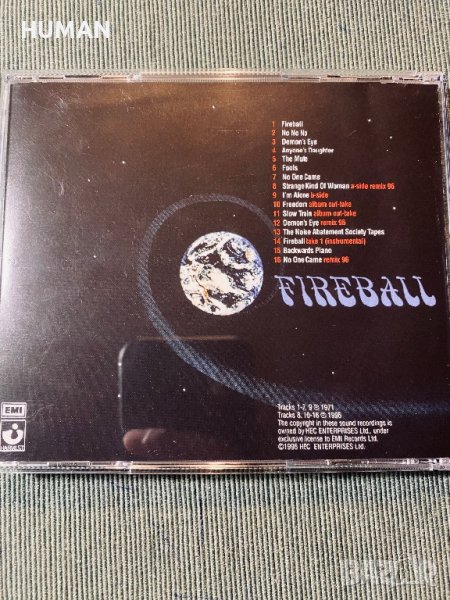 HUMAN
1 Fireball
2 No No No
3 Demon's Eye
4 Anyone's Daughter
5 The Mule
6 Fools
7 No One Came
8 Strange Kind Of Woman a-side remix 96
9 I'm Alone b-side
10 Freedom album out-take
11 Slow Train album out-take
12 Demon's Eye remix 96
13 The Noise Abatement Society Tapes
14 Fireball take 1 (instrumental)
15 Backwards Piano
16 No One Came remix 96
FIREBALL
Tracks 1-7, 9 ℗ 1971
Tracks 8, 10-16 ℗ 1996
The copyright in these sound recordings is
owned by HEC ENTERPRISES Ltd., under
exclusive license to EMI Records Ltd.
©1996 HEC ENTERPRISES Ltd.
EMI
HARVEST